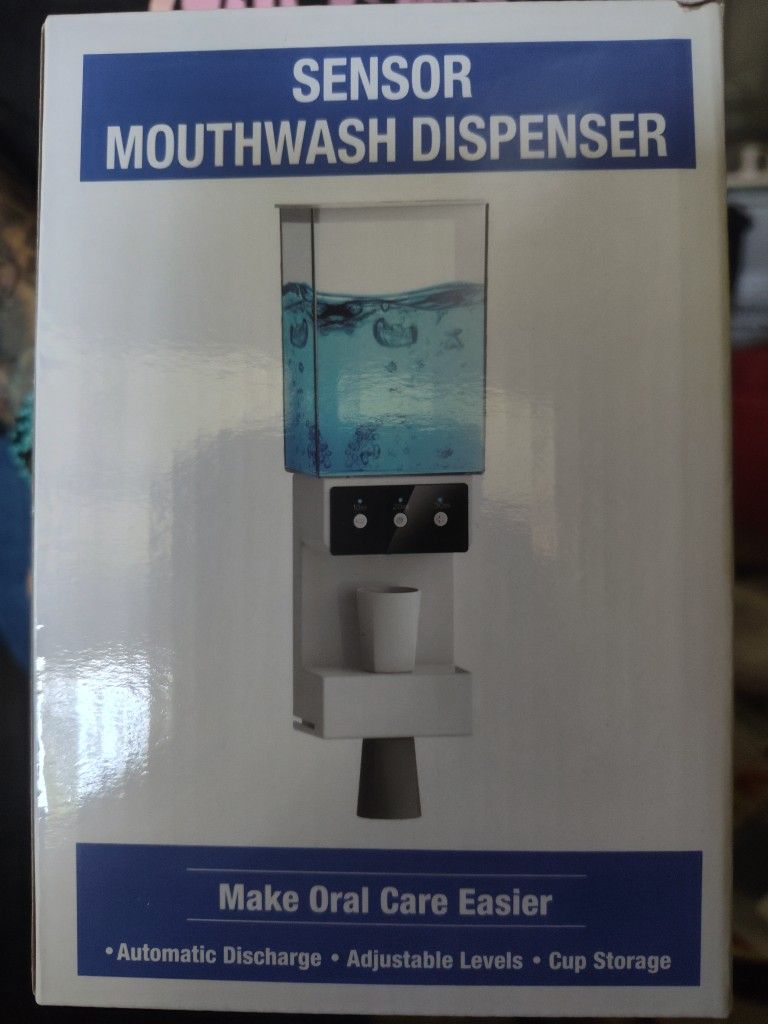 SENSOR
MOUTHWASH DISPENSER
Make Oral Care Easier
• Automatic Discharge • Adjustable Levels • Cup Storage